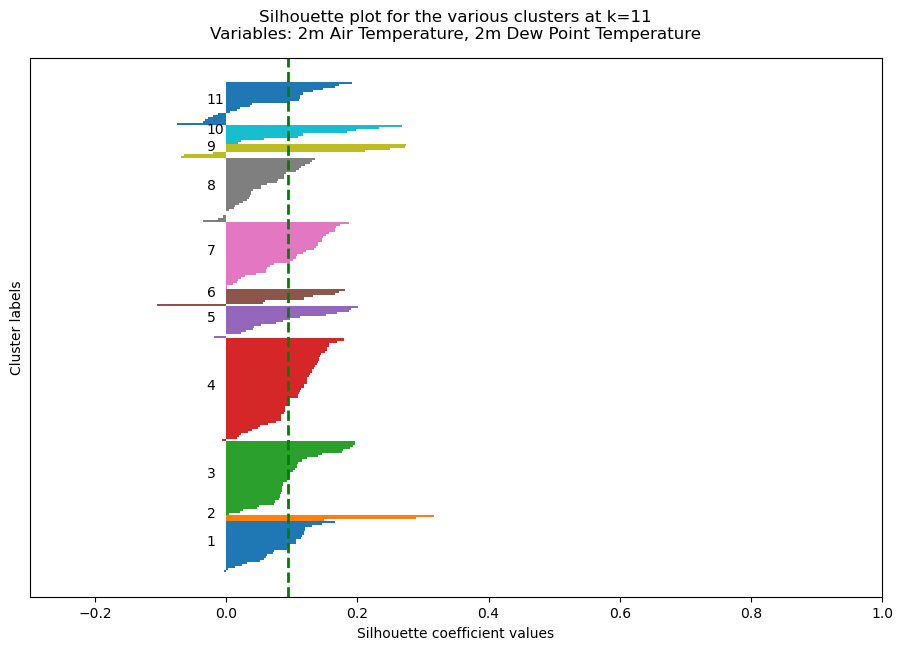 Silhouette plot for the various clusters at k=11
Variables: 2m Air Temperature, 2m Dew Point Temperature
Cluster labels
11
10
9
8
7
6
5
4
3
2
1
−0.2 0.0 0.2 0.4 0.6 0.8 1.0
Silhouette coefficient values